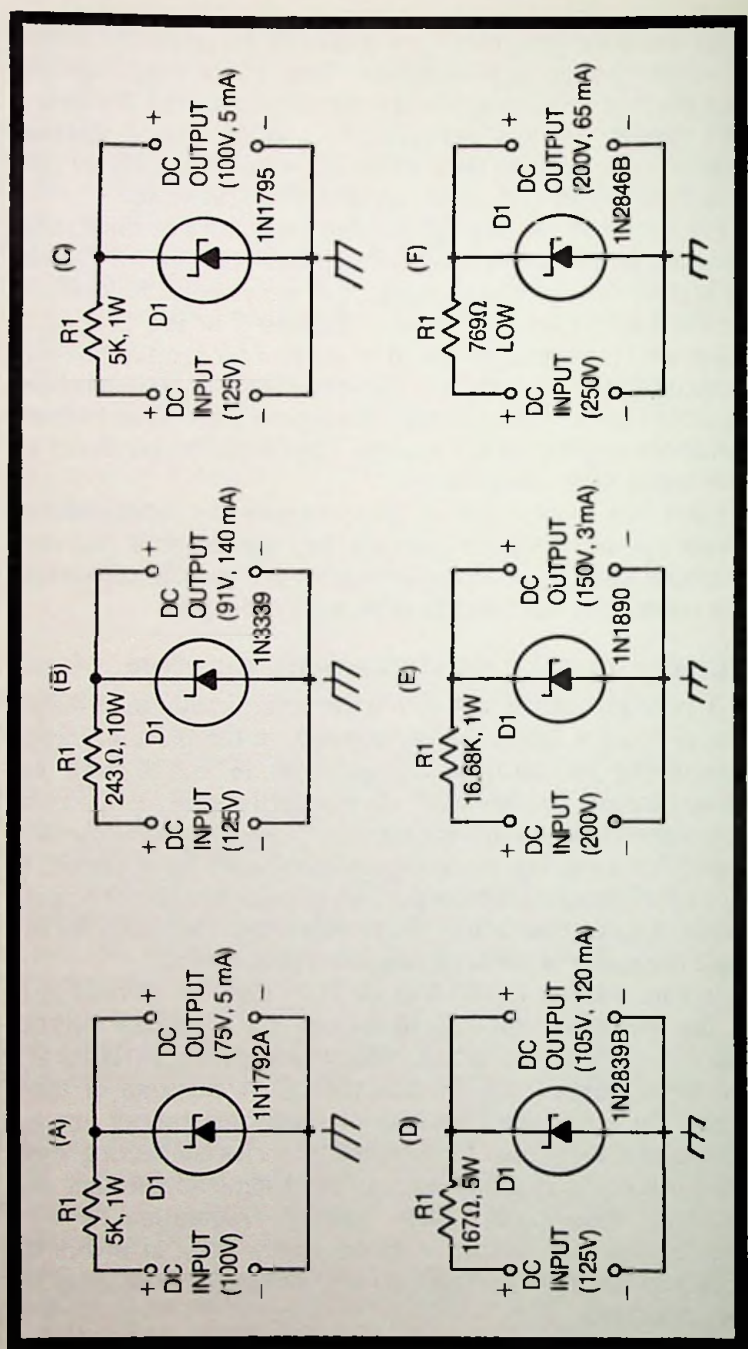 (A)
R1
5K, 1W
+
DC
INPUT
(100V)
−
D1
+
DC
OUTPUT
(75V, 5 mA)
−
1N1792A
(B)
R1
243 Ω, 10W
+
DC
INPUT
(125V)
−
D1
+
DC
OUTPUT
(91V, 140 mA)
−
1N3339
(C)
R1
5K, 1W
+
DC
INPUT
(125V)
−
D1
+
DC
OUTPUT
(100V, 5 mA)
−
1N1795
(D)
R1
167Ω, 5W
+
DC
INPUT
(125V)
−
D1
+
DC
OUTPUT
(105V, 120 mA)
−
1N2839B
(E)
R1
16.68K, 1W
+
DC
INPUT
(200V)
−
D1
+
DC
OUTPUT
(150V, 3 mA)
−
1N1890
(F)
R1
769Ω
LOW
+
DC
INPUT
(250V)
−
D1
+
DC
OUTPUT
(200V, 65 mA)
−
1N2846B